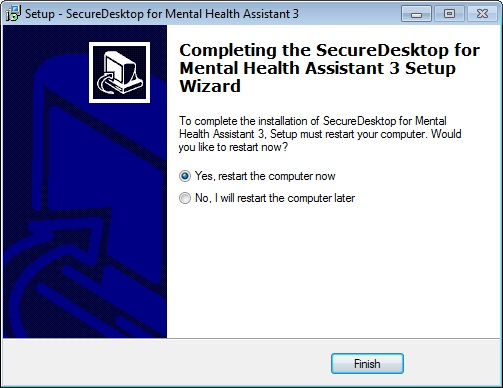 Setup - SecureDesktop for Mental Health Assistant 3
Completing the SecureDesktop for
Mental Health Assistant 3 Setup
Wizard
To complete the installation of SecureDesktop for Mental
Health Assistant 3, Setup must restart your computer. Would
you like to restart now?
Yes, restart the computer now
No, I will restart the computer later
Finish